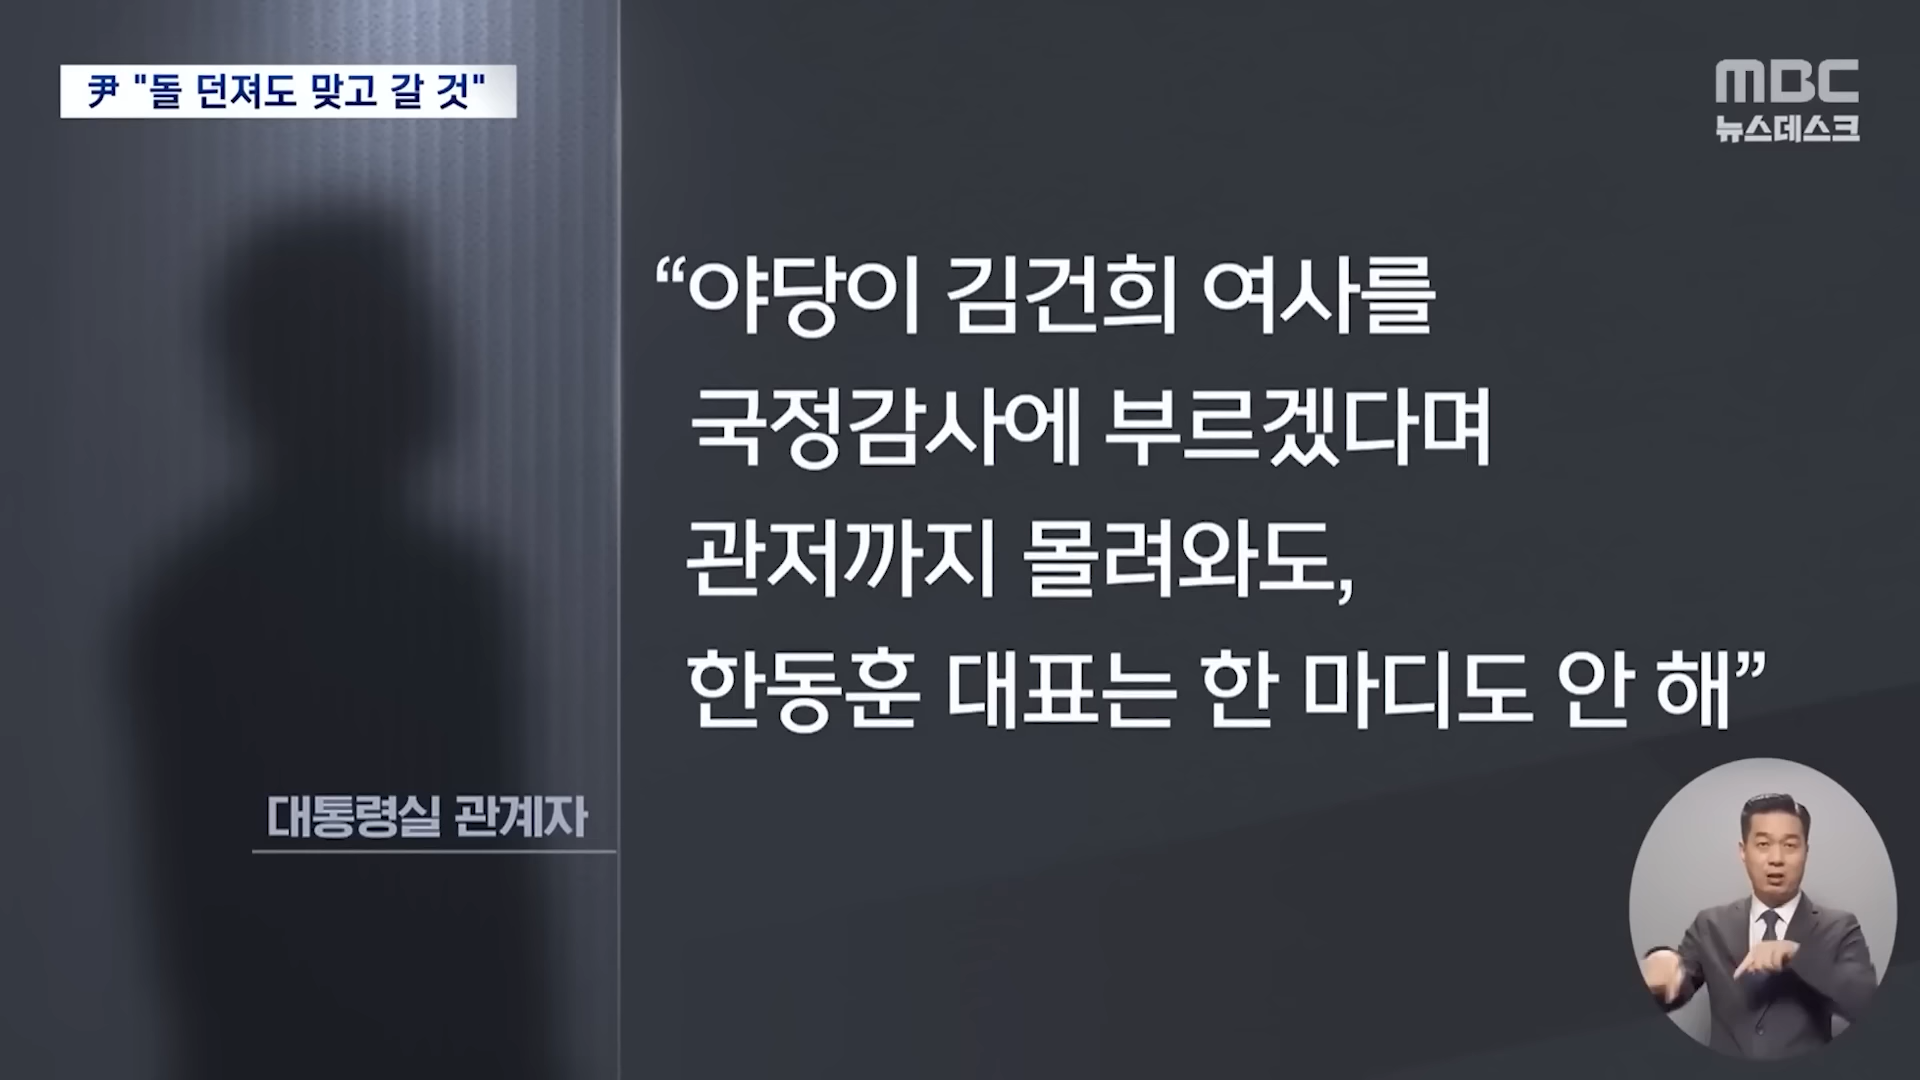 尹 "돌 던져도 맞고 갈 것"
MBC
뉴스데스크
“야당이 김건희 여사를
국정감사에 부르겠다며
관저까지 몰려와도,
한동훈 대표는 한 마디도 안 해”
대통령실 관계자